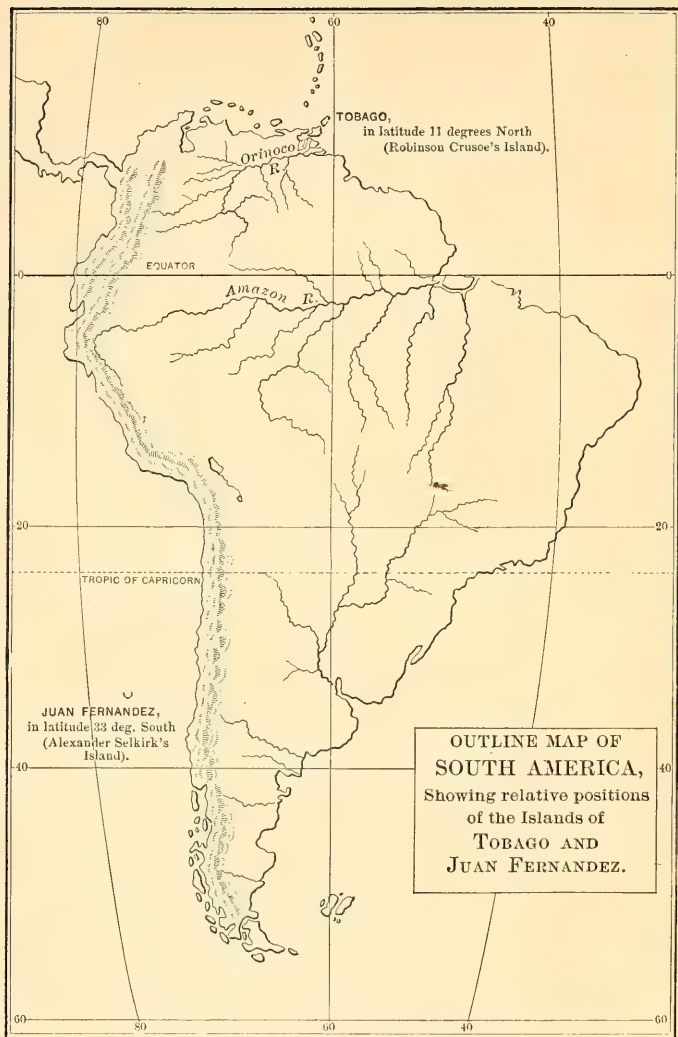 80
60
40
TOBAGO,
in latitude 11 degrees North
(Robinson Crusoe's Island).
Orinoco
R.
EQUATOR
0
0
Amazon R.
20
20
TROPIC OF CAPRICORN
JUAN FERNANDEZ,
in latitude 33 deg. South
(Alexander Selkirk's
Island).
40
40
OUTLINE MAP OF
SOUTH AMERICA,
Showing relative positions
of the Islands of
TOBAGO AND
JUAN FERNANDEZ.
60
60
80
60
40